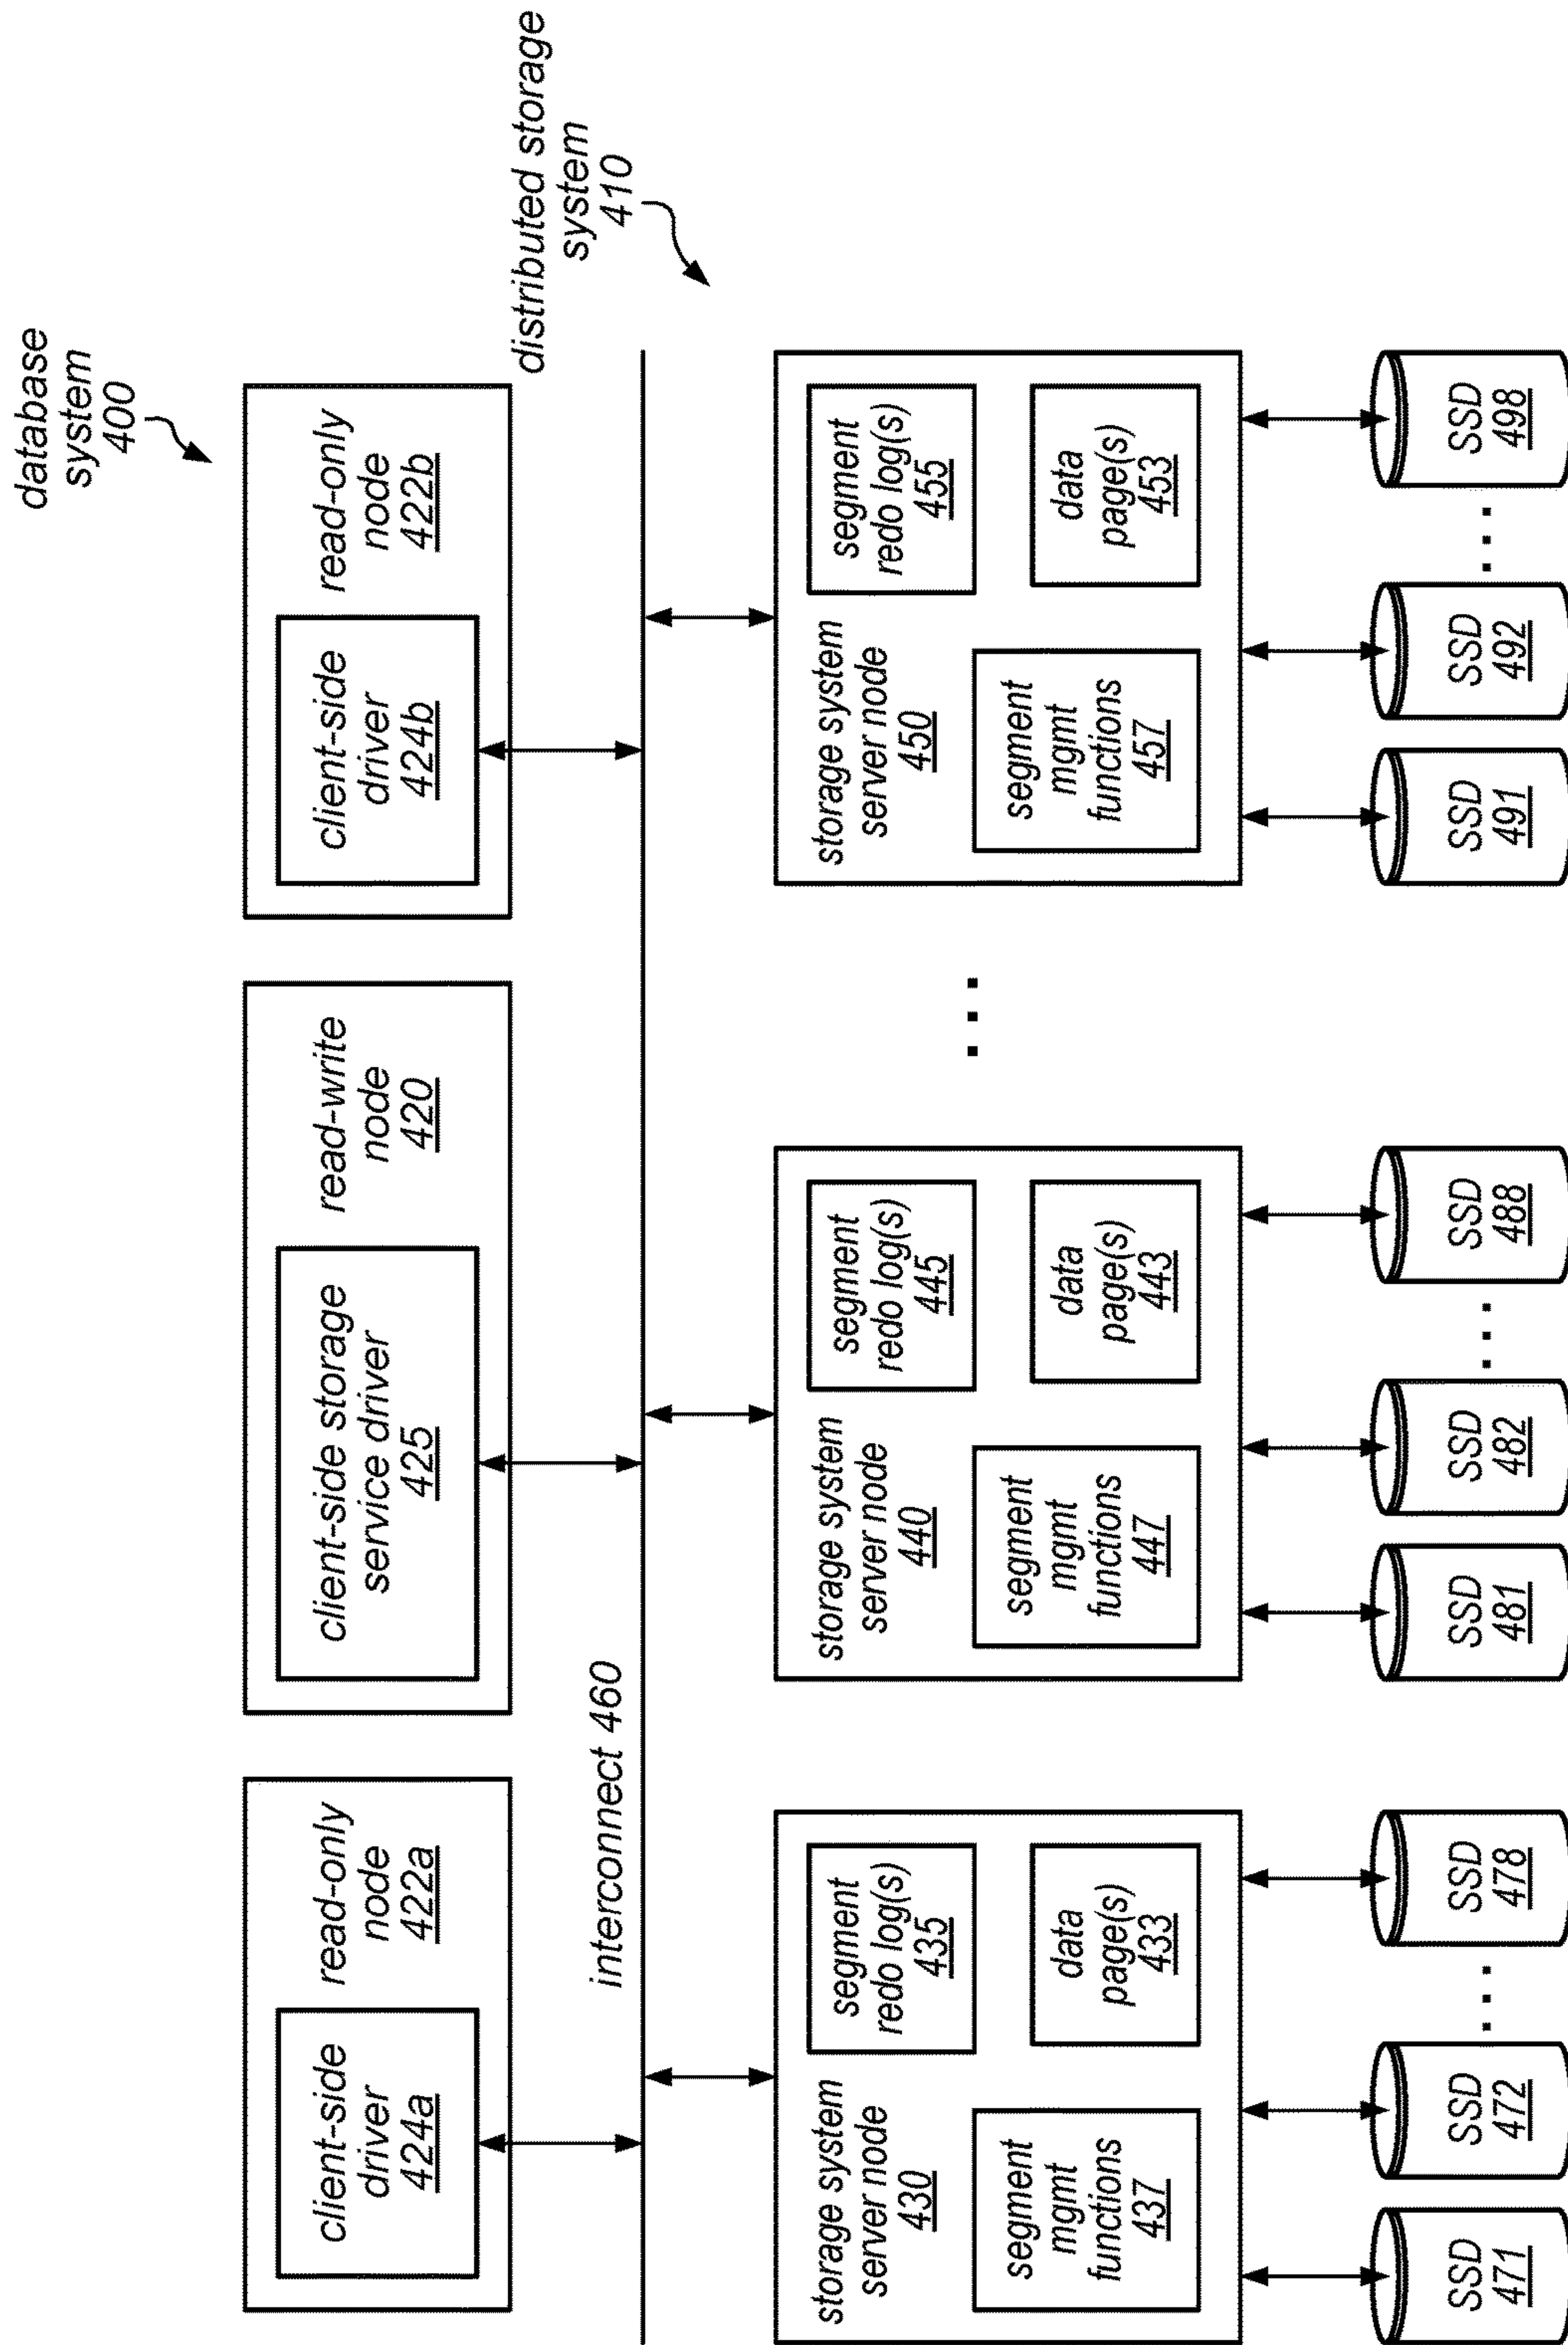 database
system
400
read-only
node
422a
client-side
driver
424a
read-write
node
420
client-side storage
service driver
425
read-only
node
422b
client-side
driver
424b
interconnect 460
distributed storage
system
410
storage system
server node
430
segment
redo log(s)
435
segment
mgmt
functions
437
data
page(s)
433
storage system
server node
440
segment
redo log(s)
445
segment
mgmt
functions
447
data
page(s)
443
...
storage system
server node
450
segment
redo log(s)
455
segment
mgmt
functions
457
data
page(s)
453
SSD
471
SSD
472
...
SSD
478
SSD
481
SSD
482
...
SSD
488
SSD
491
SSD
492
...
SSD
498